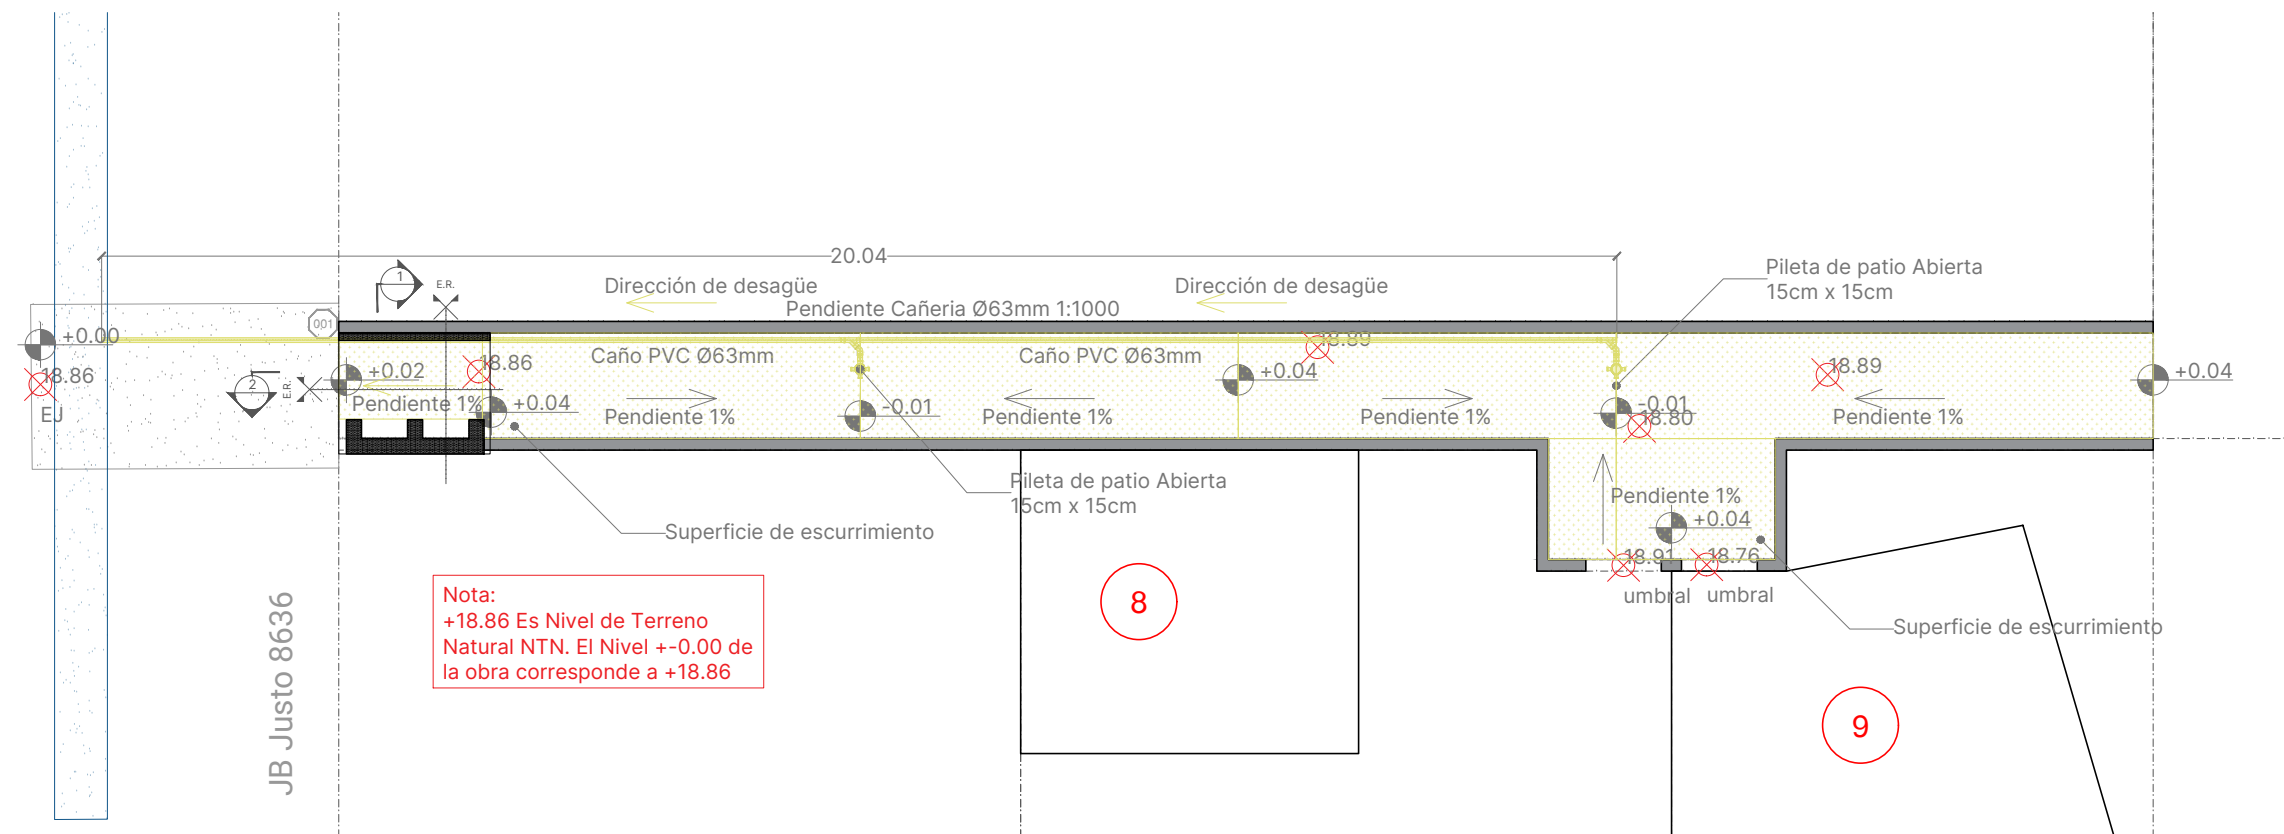 20.04
Dirección de desagüe
Dirección de desagüe
Pendiente Cañeria Ø63mm 1:1000
Pileta de patio Abierta
15cm x 15cm
1
E.R.
001
+0.00
18.86
EJ
2
E.R.
+0.02
18.86
Pendiente 1%
+0.04
Caño PVC Ø63mm
Pendiente 1%
-0.01
Caño PVC Ø63mm
Pendiente 1%
18.89
+0.04
Pendiente 1%
-0.01
18.80
18.89
Pendiente 1%
+0.04
Pileta de patio Abierta
15cm x 15cm
Superficie de escurrimiento
Pendiente 1%
+0.04
18.91
18.76
umbral
umbral
Superficie de escurrimiento
Nota:
+18.86 Es Nivel de Terreno
Natural NTN. El Nivel +-0.00 de
la obra corresponde a +18.86
8
9
JB Justo 8636